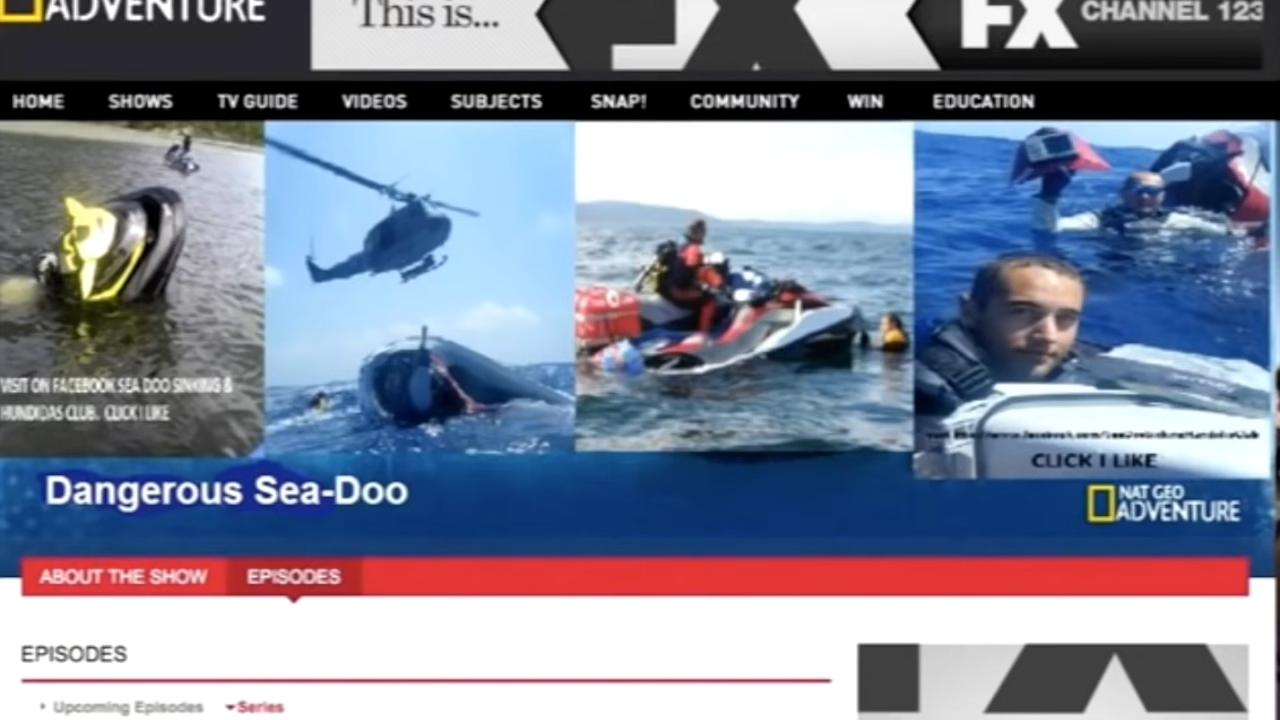 ADVENTURE
This is...
FX
CHANNEL 123
HOME SHOWS TV GUIDE VIDEOS SUBJECTS SNAP! COMMUNITY WIN EDUCATION
VISIT ON FACEBOOK SEA DOO SINKING &
HUNDIDAS CLUB. CLICK I LIKE
CLICK I LIKE
Dangerous Sea-Doo
NAT GEO
ADVENTURE
ABOUT THE SHOW EPISODES
EPISODES
Upcoming Episodes Series